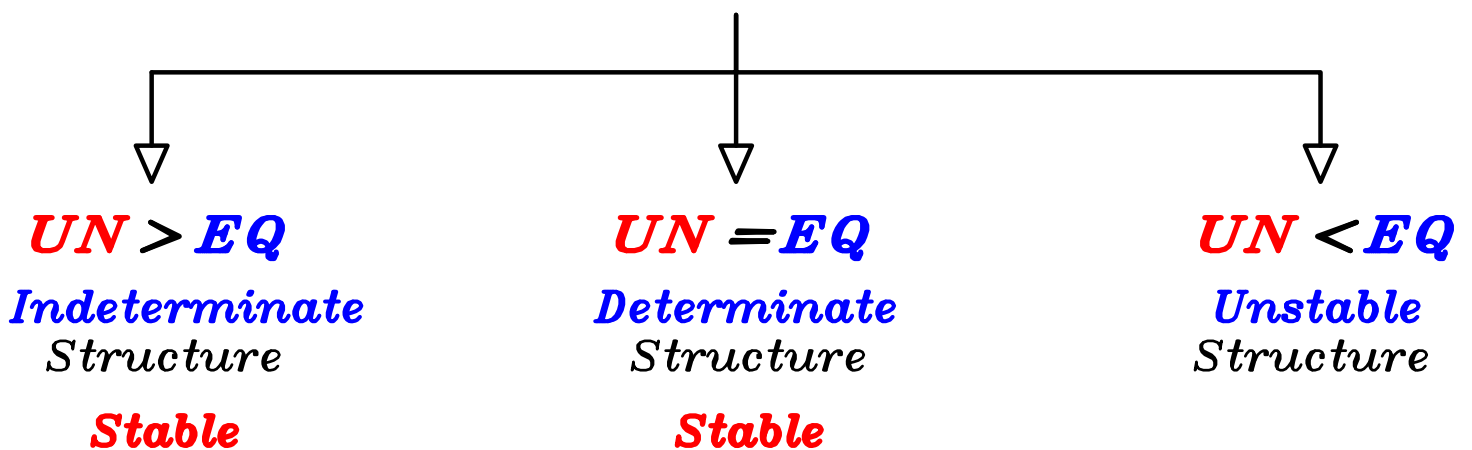 UN > EQ
Indeterminate
Structure
Stable
UN = EQ
Determinate
Structure
Stable
UN < EQ
Unstable
Structure